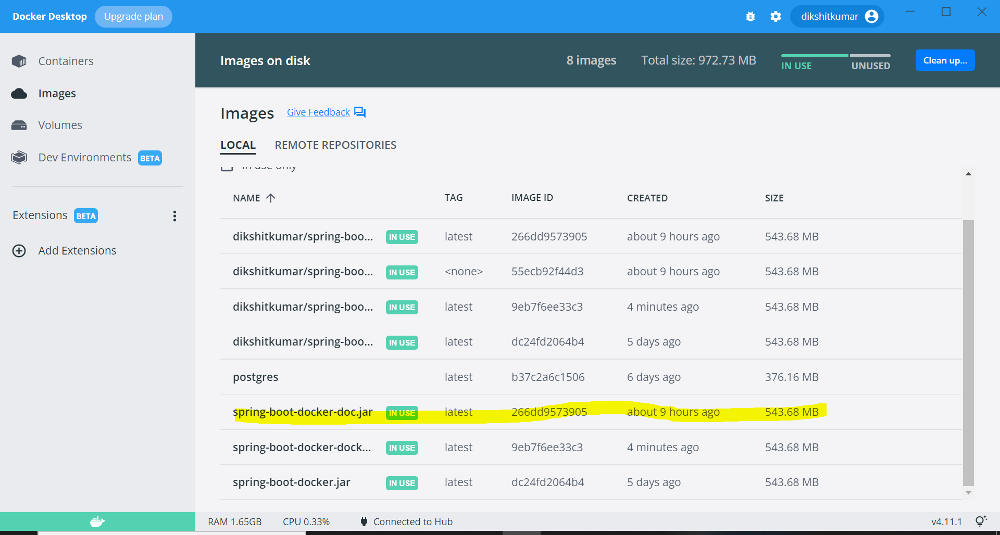 Docker Desktop Upgrade plan dikshitkumar
Containers
Images
Volumes
Dev Environments BETA
Extensions BETA
Add Extensions
Images on disk 8 images Total size: 972.73 MB IN USE UNUSED Clean up...
Images Give Feedback
LOCAL REMOTE REPOSITORIES
In use only
NAME TAG IMAGE ID CREATED SIZE
dikshitkumar/spring-boo... IN USE latest 266dd9573905 about 9 hours ago 543.68 MB
dikshitkumar/spring-boo... IN USE <none> 55ecb92f44d3 about 9 hours ago 543.68 MB
dikshitkumar/spring-boo... IN USE latest 9eb7f6ee33c3 4 minutes ago 543.68 MB
dikshitkumar/spring-boo... IN USE latest dc24fd2064b4 5 days ago 543.68 MB
postgres latest b37c2a6c1506 6 days ago 376.16 MB
spring-boot-docker-doc.jar IN USE latest 266dd9573905 about 9 hours ago 543.68 MB
spring-boot-docker-dock... IN USE latest 9eb7f6ee33c3 4 minutes ago 543.68 MB
spring-boot-docker.jar IN USE latest dc24fd2064b4 5 days ago 543.68 MB
RAM 1.65GB CPU 0.33% Connected to Hub v4.11.1